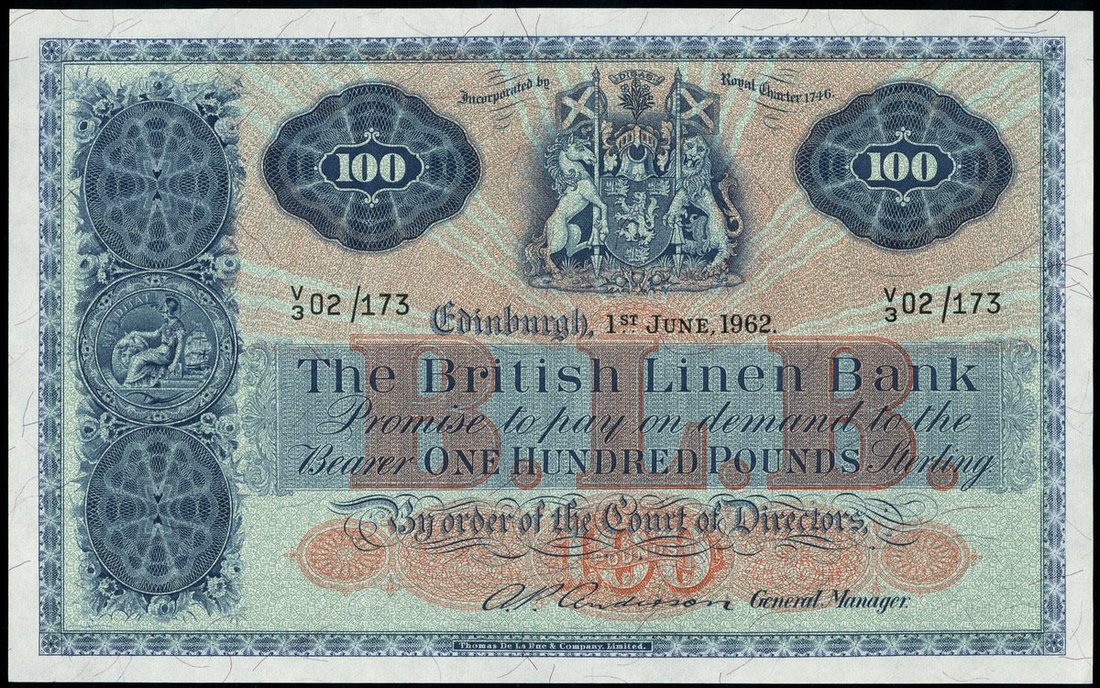 Incorporated by Royal Charter 1746.
100
100
V/3 02/173
V/3 02/173
Edinburgh, 1ST JUNE, 1962.
B.L.B.
The British Linen Bank
Promise to pay on demand to the
Bearer ONE HUNDRED POUNDS Sterling
By order of the Court of Directors,
100
General Manager.
Thomas De La Rue & Company, Limited.